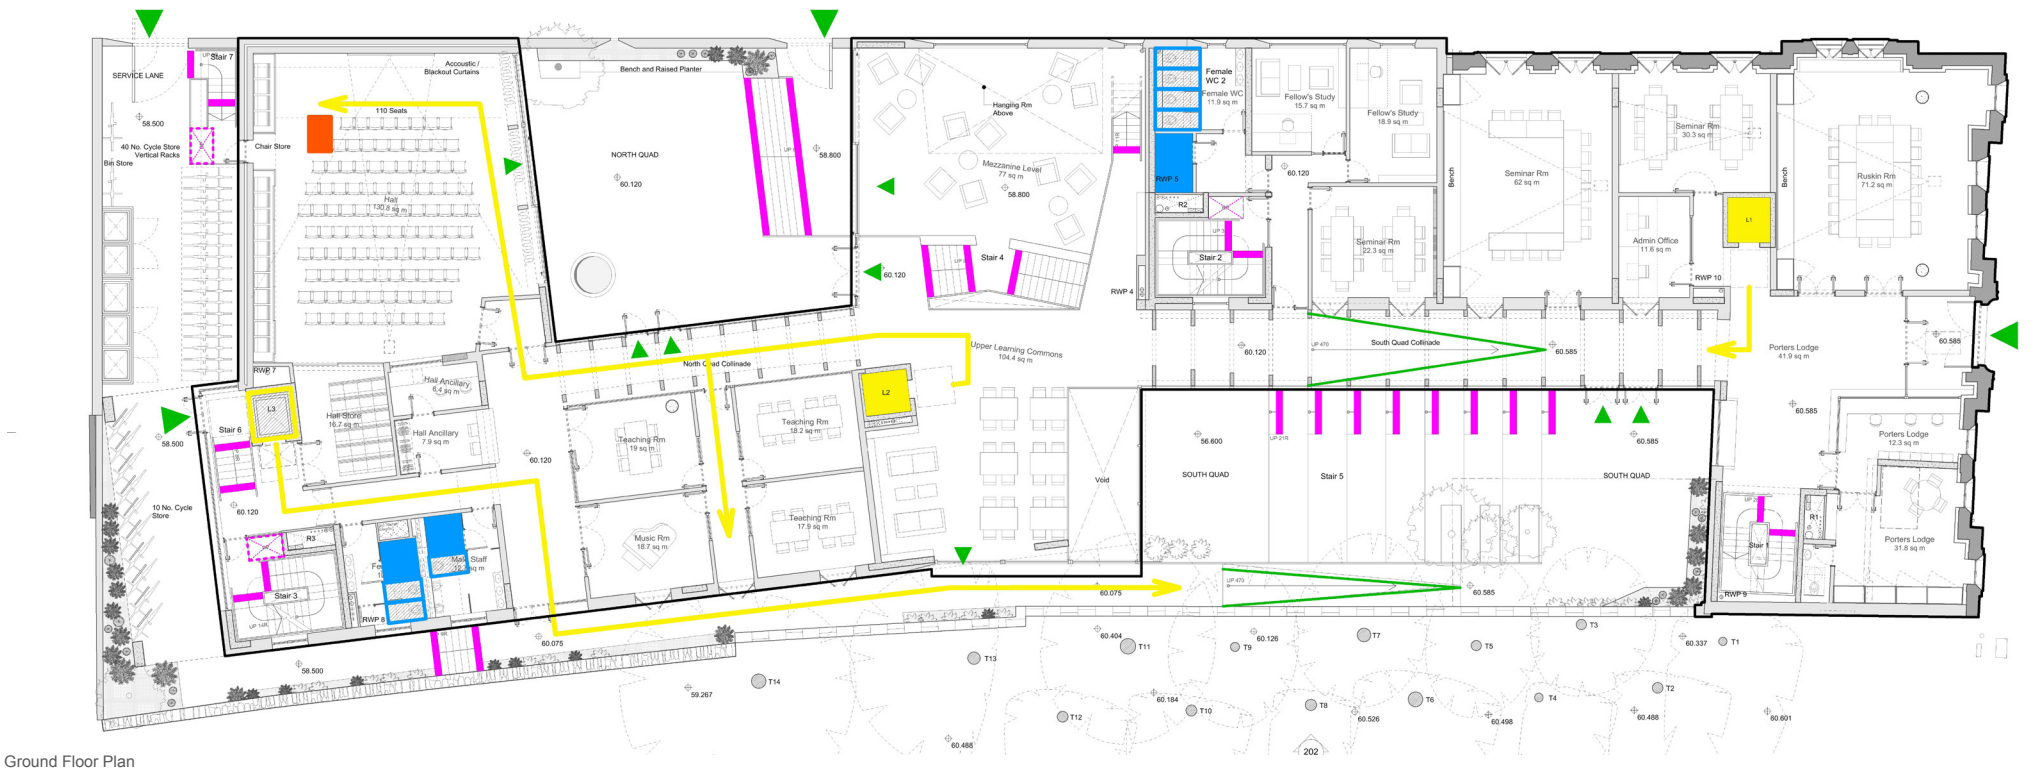 Stair 7
SERVICE LANE
Accoustic /
Blackout Curtains
Bench and Raised Planter
58.500
110 Seats
40 No. Cycle Store
Vertical Racks
Bin Store
Chair Store
Hall
130.8 sq m
NORTH QUAD
60.120
58.800
Hanging Rm
Above
Mezzanine Level
77 sq m
58.800
Female
WC 2
Female WC
11.9 sq m
Fellow's Study
15.7 sq m
Fellow's Study
18.9 sq m
RWP 5
R2
60.120
Stair 2
Seminar Rm
22.3 sq m
Bench
Seminar Rm
62 sq m
Seminar Rm
30.3 sq m
Bench
Ruskin Rm
71.2 sq m
L1
Admin Office
11.6 sq m
RWP 10
Stair 4
60.120
RWP 4
60.120
UP 470
South Quad Collinade
60.585
Porters Lodge
41.9 sq m
60.585
Upper Learning Commons
104.4 sq m
North Quad Collinade
RWP 7
L3
Hall Ancillary
6.4 sq m
Hall Store
16.7 sq m
Hall Ancillary
7.9 sq m
Stair 6
58.500
L2
Teaching Rm
19 sq m
Teaching Rm
18.2 sq m
60.120
Void
56.600
SOUTH QUAD
UP 21R
Stair 5
60.585
SOUTH QUAD
60.585
Porters Lodge
12.3 sq m
10 No. Cycle
Store
60.120
R3
Teaching Rm
17.9 sq m
Music Rm
18.7 sq m
Male Staff
Stair 3
UP 14R
RWP 8
R1
Stair 1
Porters Lodge
31.8 sq m
RWP 9
UP 470
60.585
60.075
60.075
58.500
60.404
T11
60.126
T9
T7
T5
T3
60.337
T1
T13
T14
59.267
60.184
T10
T12
T8
60.526
T6
T4
60.498
T2
60.488
60.601
60.488
202
Ground Floor Plan